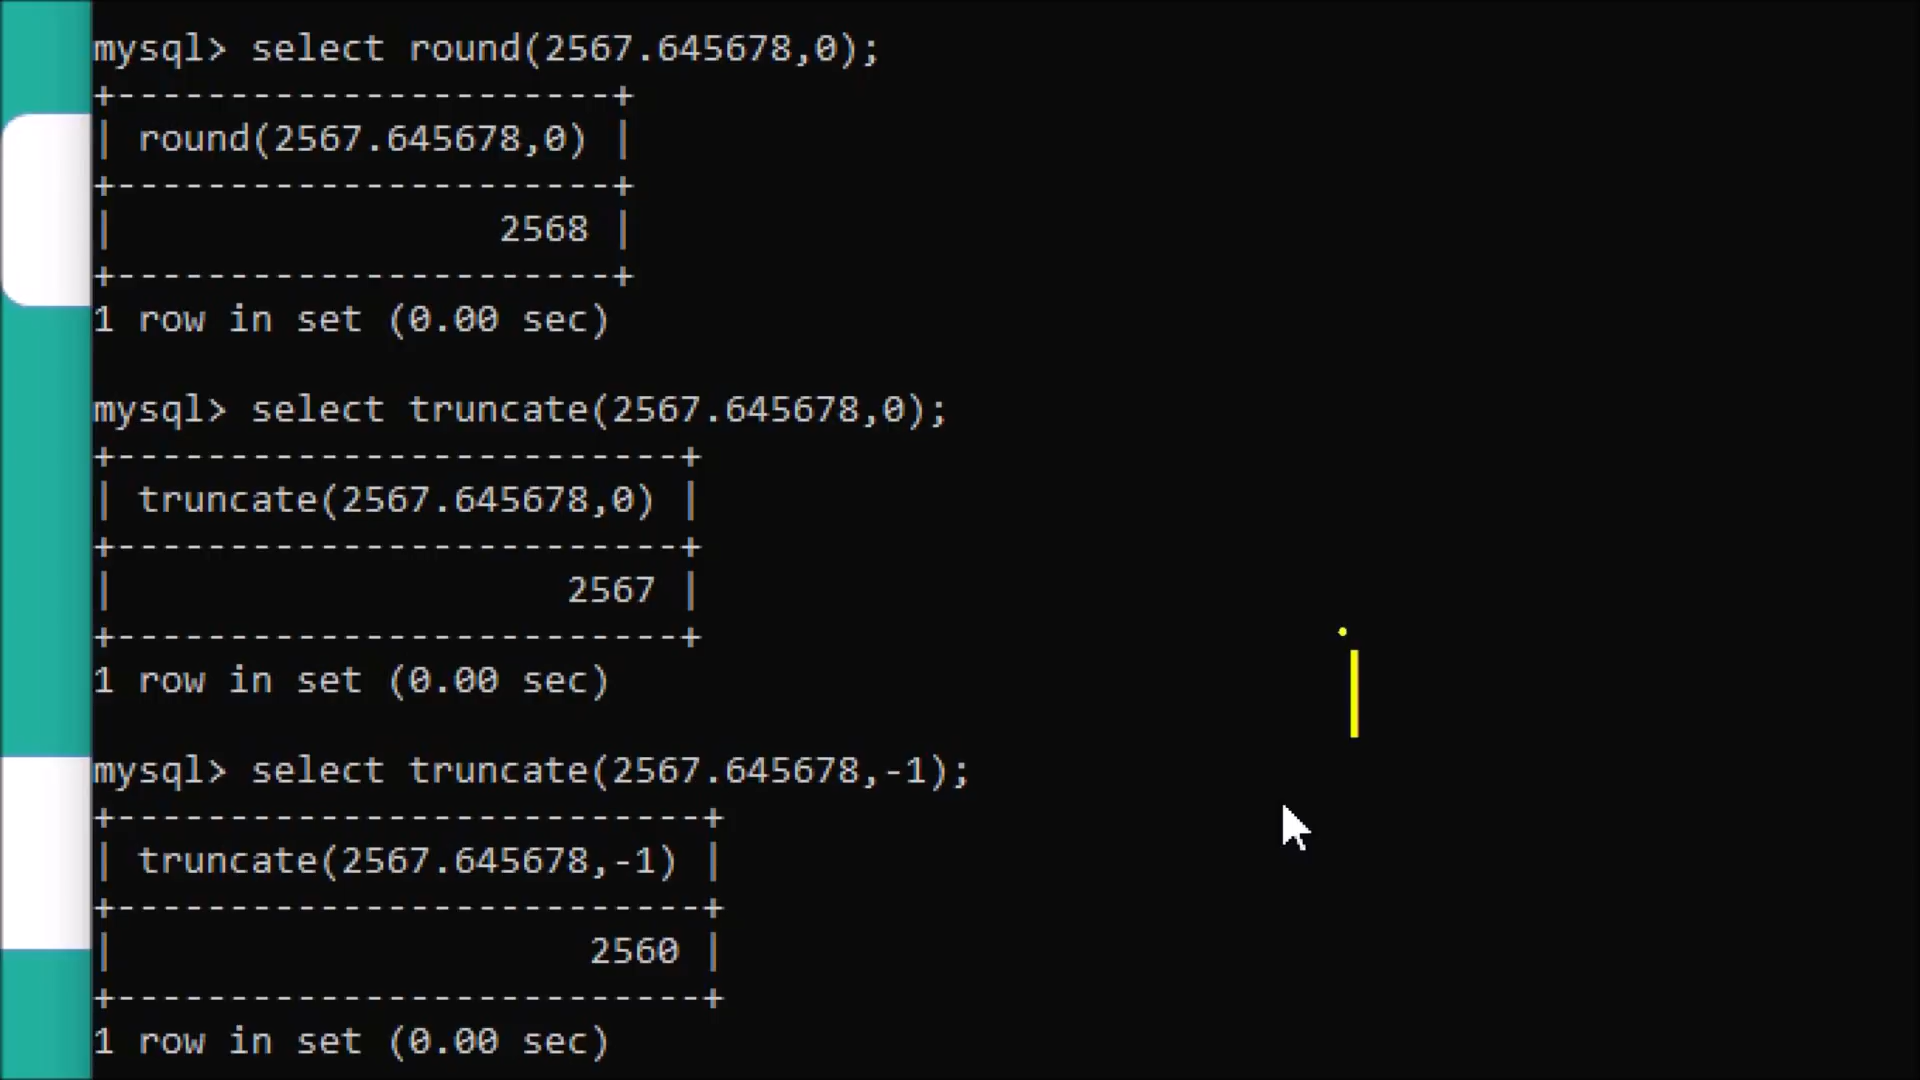 mysql> select round(2567.645678,0);
+----------------------+
| round(2567.645678,0) |
+----------------------+
|                 2568 |
+----------------------+
1 row in set (0.00 sec)

mysql> select truncate(2567.645678,0);
+-------------------------+
| truncate(2567.645678,0) |
+-------------------------+
|                    2567 |
+-------------------------+
1 row in set (0.00 sec)

mysql> select truncate(2567.645678,-1);
+--------------------------+
| truncate(2567.645678,-1) |
+--------------------------+
|                     2560 |
+--------------------------+
1 row in set (0.00 sec)